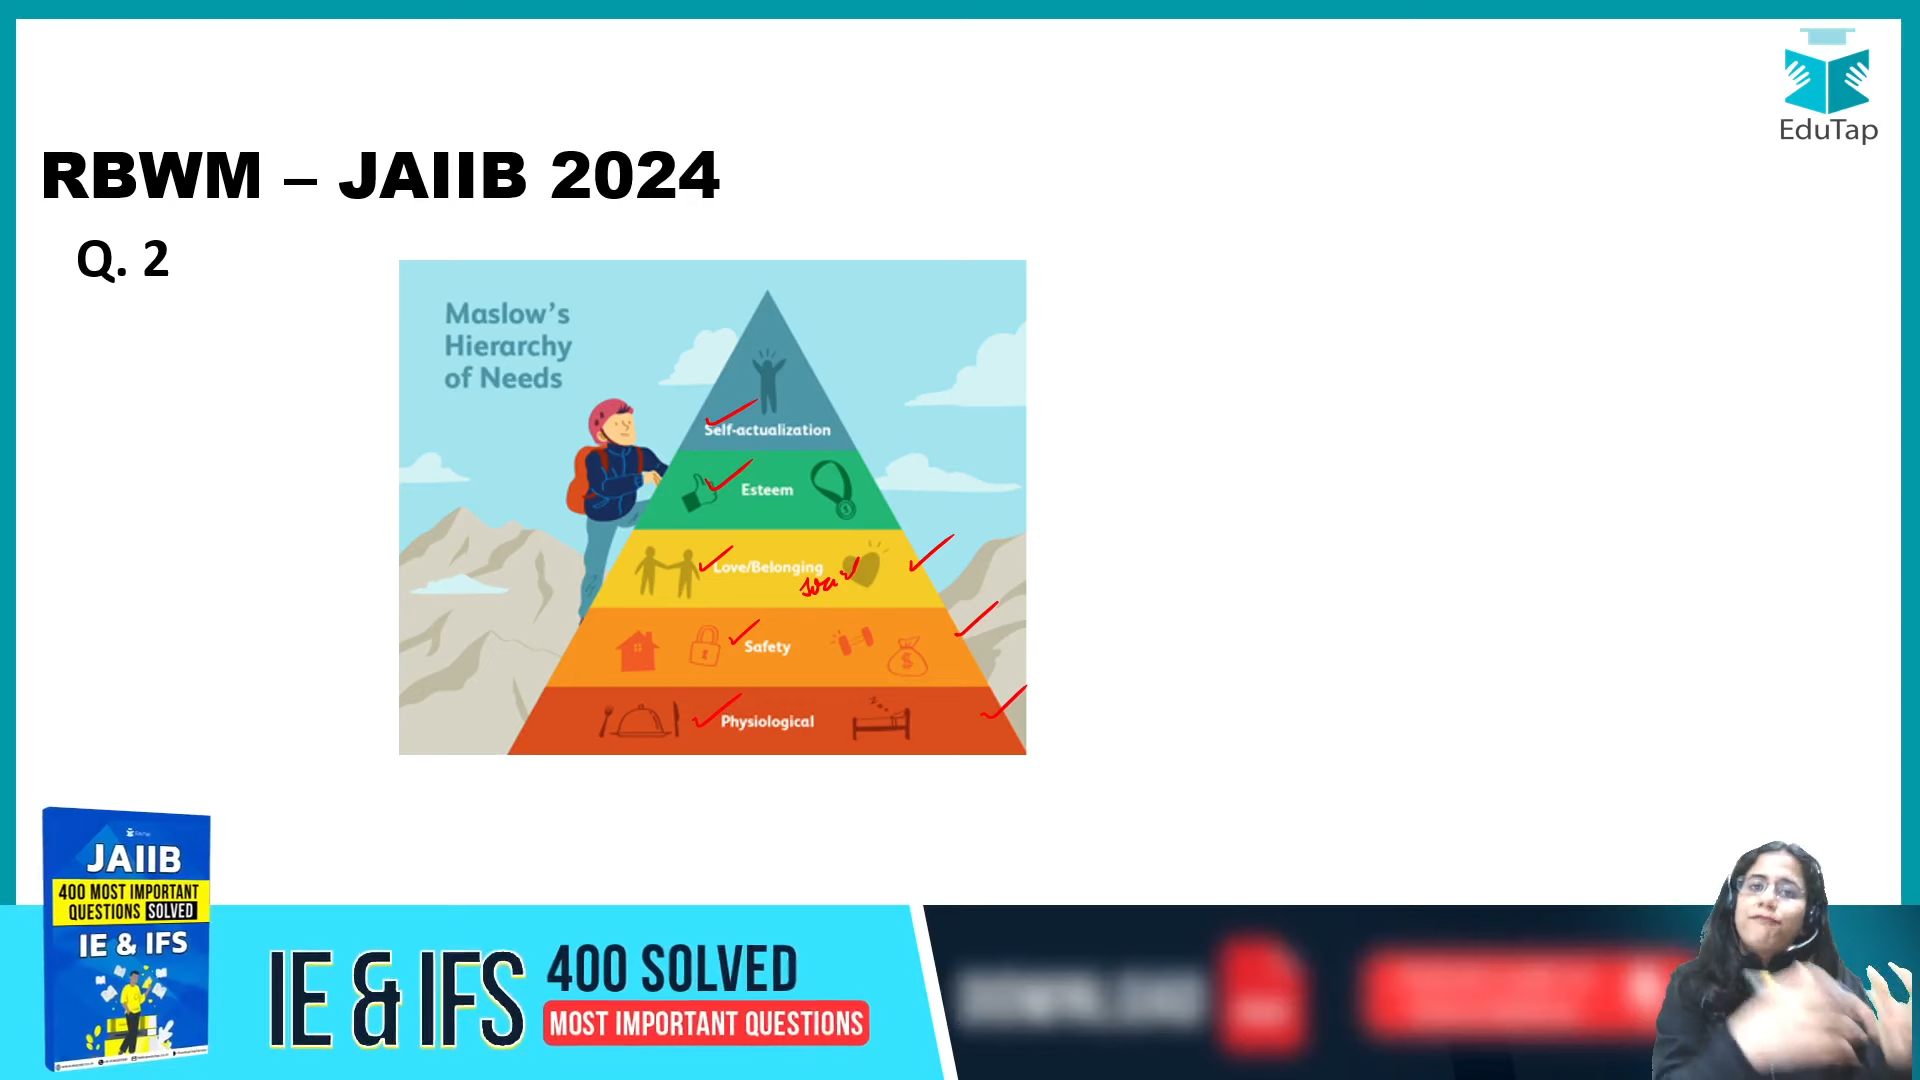 EduTap
RBWM – JAIIB 2024
Q. 2
Maslow's
Hierarchy
of Needs
Self-actualization
Esteem
Love/Belonging
Safety
Physiological
JAIIB
400 MOST IMPORTANT
QUESTIONS SOLVED
IE & IFS
IE & IFS
400 SOLVED
MOST IMPORTANT QUESTIONS